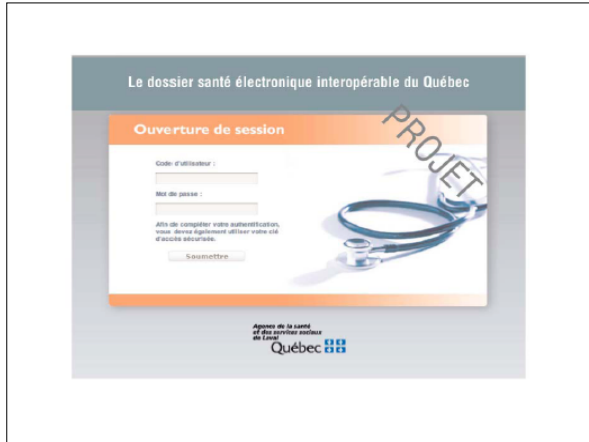 Le dossier santé électronique interopérable du Québec
PROJET
Ouverture de session
Code d'utilisateur :
Mot de passe :
Afin de compléter votre authentification,
vous devez également utiliser votre clé
d'accès sécurisée.
Soumettre
Agence de la santé
et des services sociaux
de Laval
Québec